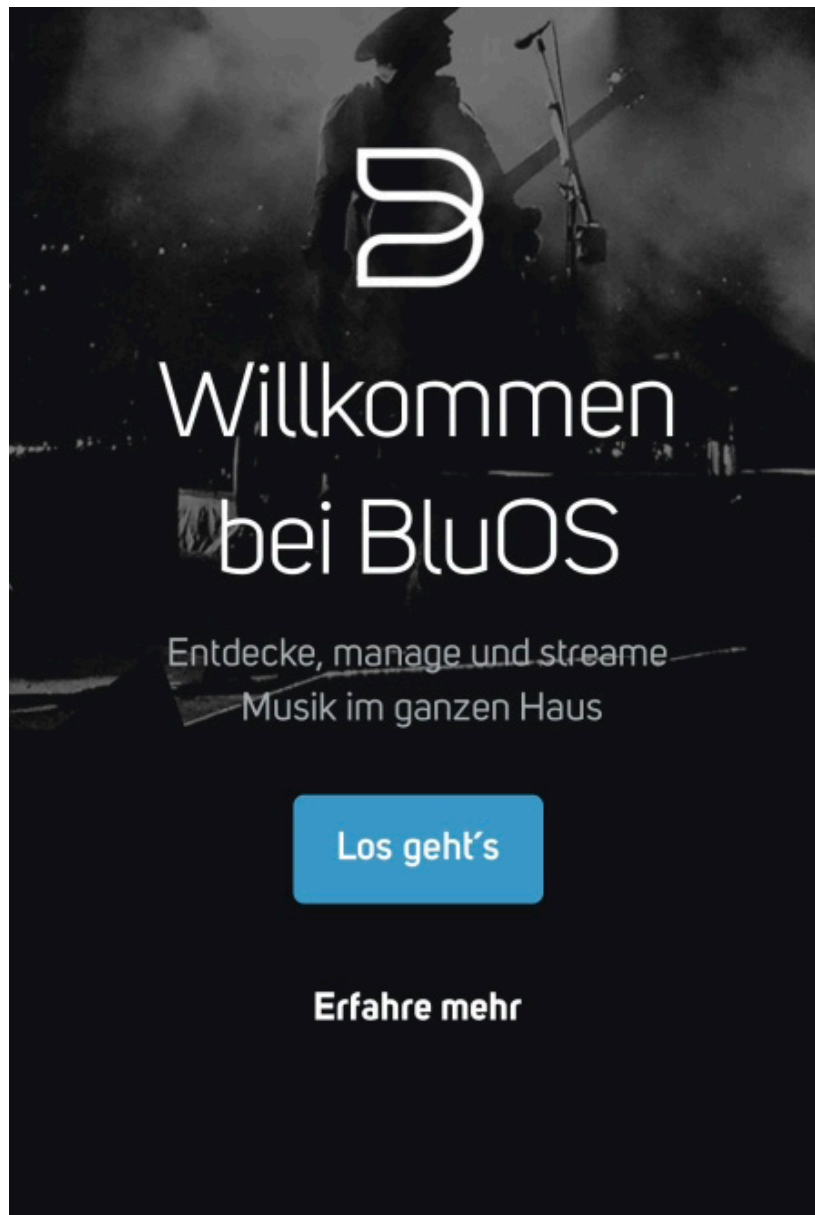 Willkommen
bei BluOS
Entdecke, manage und streame
Musik im ganzen Haus
Los geht´s
Erfahre mehr